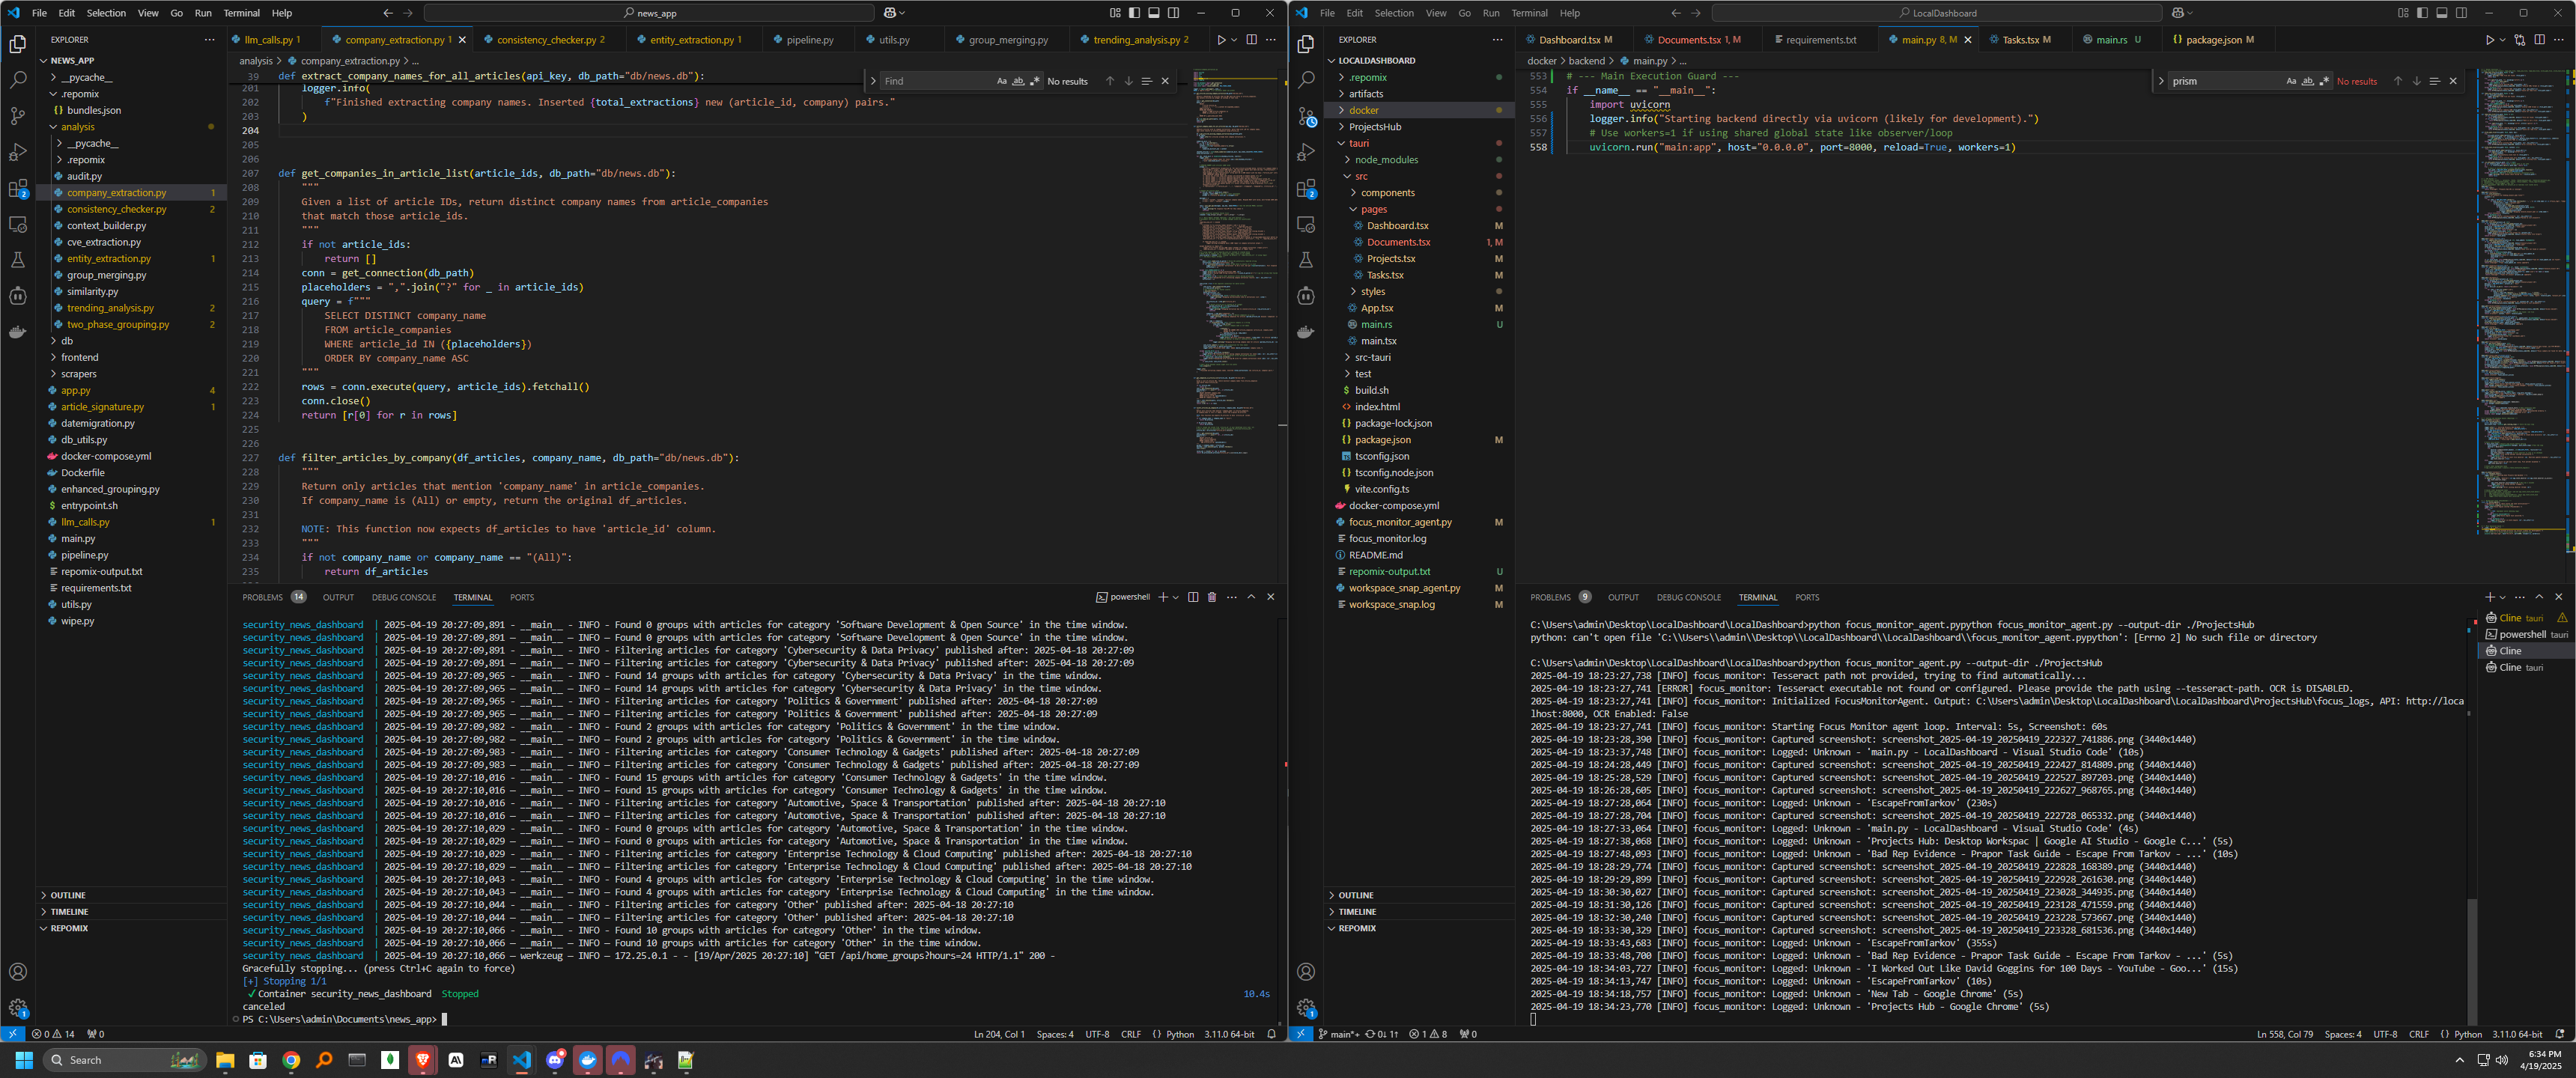 File Edit Selection View Go Run Terminal Help
news_app
EXPLORER
NEWS_APP
__pycache__
.repomix
bundles.json
analysis
__pycache__
.repomix
audit.py
company_extraction.py 1
consistency_checker.py 2
context_builder.py
cve_extraction.py
entity_extraction.py 1
group_merging.py
similarity.py
trending_analysis.py 2
two_phase_grouping.py 2
db
frontend
scrapers
app.py 4
article_signature.py 1
datemigration.py
db_utils.py
docker-compose.yml
Dockerfile
enhanced_grouping.py
entrypoint.sh
llm_calls.py 1
main.py
pipeline.py
repomix-output.txt
requirements.txt
utils.py
wipe.py
OUTLINE
TIMELINE
REPOMIX
llm_calls.py 1 company_extraction.py 1 consistency_checker.py 2 entity_extraction.py 1 pipeline.py utils.py group_merging.py trending_analysis.py 2
analysis > company_extraction.py > ...
Find Aa ab .* No results
39 def extract_company_names_for_all_articles(api_key, db_path="db/news.db"):
201 logger.info(
202 f"Finished extracting company names. Inserted {total_extractions} new (article_id, company) pairs."
203 )
204
205
206
207 def get_companies_in_article_list(article_ids, db_path="db/news.db"):
208 """
209 Given a list of article IDs, return distinct company names from article_companies
210 that match those article_ids.
211 """
212 if not article_ids:
213 return []
214 conn = get_connection(db_path)
215 placeholders = ",".join("?" for _ in article_ids)
216 query = f"""
217 SELECT DISTINCT company_name
218 FROM article_companies
219 WHERE article_id IN ({placeholders})
220 ORDER BY company_name ASC
221 """
222 rows = conn.execute(query, article_ids).fetchall()
223 conn.close()
224 return [r[0] for r in rows]
225
226
227 def filter_articles_by_company(df_articles, company_name, db_path="db/news.db"):
228 """
229 Return only articles that mention 'company_name' in article_companies.
230 If company_name is (All) or empty, return the original df_articles.
231
232 NOTE: This function now expects df_articles to have 'article_id' column.
233 """
234 if not company_name or company_name == "(All)":
235 return df_articles
PROBLEMS 14 OUTPUT DEBUG CONSOLE TERMINAL PORTS powershell
security_news_dashboard | 2025-04-19 20:27:09,891 - __main__ - INFO - Found 0 groups with articles for category 'Software Development & Open Source' in the time window.
security_news_dashboard | 2025-04-19 20:27:09,891 — __main__ — INFO — Found 0 groups with articles for category 'Software Development & Open Source' in the time window.
security_news_dashboard | 2025-04-19 20:27:09,891 - __main__ - INFO - Filtering articles for category 'Cybersecurity & Data Privacy' published after: 2025-04-18 20:27:09
security_news_dashboard | 2025-04-19 20:27:09,891 — __main__ — INFO — Filtering articles for category 'Cybersecurity & Data Privacy' published after: 2025-04-18 20:27:09
security_news_dashboard | 2025-04-19 20:27:09,965 - __main__ - INFO - Found 14 groups with articles for category 'Cybersecurity & Data Privacy' in the time window.
security_news_dashboard | 2025-04-19 20:27:09,965 — __main__ — INFO — Found 14 groups with articles for category 'Cybersecurity & Data Privacy' in the time window.
security_news_dashboard | 2025-04-19 20:27:09,965 - __main__ - INFO - Filtering articles for category 'Politics & Government' published after: 2025-04-18 20:27:09
security_news_dashboard | 2025-04-19 20:27:09,965 — __main__ — INFO — Filtering articles for category 'Politics & Government' published after: 2025-04-18 20:27:09
security_news_dashboard | 2025-04-19 20:27:09,982 - __main__ - INFO - Found 2 groups with articles for category 'Politics & Government' in the time window.
security_news_dashboard | 2025-04-19 20:27:09,982 — __main__ — INFO — Found 2 groups with articles for category 'Politics & Government' in the time window.
security_news_dashboard | 2025-04-19 20:27:09,983 - __main__ - INFO - Filtering articles for category 'Consumer Technology & Gadgets' published after: 2025-04-18 20:27:09
security_news_dashboard | 2025-04-19 20:27:09,983 — __main__ — INFO — Filtering articles for category 'Consumer Technology & Gadgets' published after: 2025-04-18 20:27:09
security_news_dashboard | 2025-04-19 20:27:10,016 - __main__ - INFO - Found 15 groups with articles for category 'Consumer Technology & Gadgets' in the time window.
security_news_dashboard | 2025-04-19 20:27:10,016 — __main__ — INFO — Found 15 groups with articles for category 'Consumer Technology & Gadgets' in the time window.
security_news_dashboard | 2025-04-19 20:27:10,016 - __main__ - INFO - Filtering articles for category 'Automotive, Space & Transportation' published after: 2025-04-18 20:27:10
security_news_dashboard | 2025-04-19 20:27:10,016 — __main__ — INFO — Filtering articles for category 'Automotive, Space & Transportation' published after: 2025-04-18 20:27:10
security_news_dashboard | 2025-04-19 20:27:10,029 - __main__ - INFO - Found 0 groups with articles for category 'Automotive, Space & Transportation' in the time window.
security_news_dashboard | 2025-04-19 20:27:10,029 — __main__ — INFO — Found 0 groups with articles for category 'Automotive, Space & Transportation' in the time window.
security_news_dashboard | 2025-04-19 20:27:10,029 - __main__ - INFO - Filtering articles for category 'Enterprise Technology & Cloud Computing' published after: 2025-04-18 20:27:10
security_news_dashboard | 2025-04-19 20:27:10,029 — __main__ — INFO — Filtering articles for category 'Enterprise Technology & Cloud Computing' published after: 2025-04-18 20:27:10
security_news_dashboard | 2025-04-19 20:27:10,043 - __main__ - INFO - Found 4 groups with articles for category 'Enterprise Technology & Cloud Computing' in the time window.
security_news_dashboard | 2025-04-19 20:27:10,043 — __main__ — INFO — Found 4 groups with articles for category 'Enterprise Technology & Cloud Computing' in the time window.
security_news_dashboard | 2025-04-19 20:27:10,044 - __main__ - INFO - Filtering articles for category 'Other' published after: 2025-04-18 20:27:10
security_news_dashboard | 2025-04-19 20:27:10,044 — __main__ — INFO — Filtering articles for category 'Other' published after: 2025-04-18 20:27:10
security_news_dashboard | 2025-04-19 20:27:10,066 - __main__ - INFO - Found 10 groups with articles for category 'Other' in the time window.
security_news_dashboard | 2025-04-19 20:27:10,066 — __main__ — INFO — Found 10 groups with articles for category 'Other' in the time window.
security_news_dashboard | 2025-04-19 20:27:10,066 — werkzeug — INFO — 172.25.0.1 - - [19/Apr/2025 20:27:10] "GET /api/home_groups?hours=24 HTTP/1.1" 200 -
Gracefully stopping... (press Ctrl+C again to force)
[+] Stopping 1/1
✓ Container security_news_dashboard Stopped 10.4s
canceled
PS C:\Users\admin\Documents\news_app>
0 14 0 Ln 204, Col 1 Spaces: 4 UTF-8 CRLF Python 3.11.0 64-bit
File Edit Selection View Go Run Terminal Help
LocalDashboard
EXPLORER
LOCALDASHBOARD
.repomix
artifacts
docker
ProjectsHub
tauri
node_modules
src
components
pages
Dashboard.tsx M
Documents.tsx 1, M
Projects.tsx M
Tasks.tsx M
styles
App.tsx M
main.rs U
main.tsx
src-tauri
test
build.sh
index.html
package-lock.json
package.json M
tsconfig.json
tsconfig.node.json
vite.config.ts
docker-compose.yml
focus_monitor_agent.py M
focus_monitor.log
README.md
repomix-output.txt U
workspace_snap_agent.py M
workspace_snap.log M
OUTLINE
TIMELINE
REPOMIX
Dashboard.tsx M Documents.tsx 1, M requirements.txt main.py 8, M Tasks.tsx M main.rs U package.json M
docker > backend > main.py > ...
prism Aa ab .* No results
553 # --- Main Execution Guard ---
554 if __name__ == "__main__":
555 import uvicorn
556 logger.info("Starting backend directly via uvicorn (likely for development).")
557 # Use workers=1 if using shared global state like observer/loop
558 uvicorn.run("main:app", host="0.0.0.0", port=8000, reload=True, workers=1)
PROBLEMS 9 OUTPUT DEBUG CONSOLE TERMINAL PORTS
C:\Users\admin\Desktop\LocalDashboard\LocalDashboard>python focus_monitor_agent.pypython focus_monitor_agent.py --output-dir ./ProjectsHub
python: can't open file 'C:\\Users\\admin\\Desktop\\LocalDashboard\\LocalDashboard\\focus_monitor_agent.pypython': [Errno 2] No such file or directory
C:\Users\admin\Desktop\LocalDashboard\LocalDashboard>python focus_monitor_agent.py --output-dir ./ProjectsHub
2025-04-19 18:23:27,738 [INFO] focus_monitor: Tesseract path not provided, trying to find automatically...
2025-04-19 18:23:27,741 [ERROR] focus_monitor: Tesseract executable not found or configured. Please provide the path using --tesseract-path. OCR is DISABLED.
2025-04-19 18:23:27,741 [INFO] focus_monitor: Initialized FocusMonitorAgent. Output: C:\Users\admin\Desktop\LocalDashboard\LocalDashboard\ProjectsHub\focus_logs, API: http://loca
lhost:8000, OCR Enabled: False
2025-04-19 18:23:27,741 [INFO] focus_monitor: Starting Focus Monitor agent loop. Interval: 5s, Screenshot: 60s
2025-04-19 18:23:28,390 [INFO] focus_monitor: Captured screenshot: screenshot_2025-04-19_20250419_222327_741886.png (3440x1440)
2025-04-19 18:23:37,748 [INFO] focus_monitor: Logged: Unknown - 'main.py - LocalDashboard - Visual Studio Code' (10s)
2025-04-19 18:24:28,449 [INFO] focus_monitor: Captured screenshot: screenshot_2025-04-19_20250419_222427_814809.png (3440x1440)
2025-04-19 18:25:28,529 [INFO] focus_monitor: Captured screenshot: screenshot_2025-04-19_20250419_222527_897203.png (3440x1440)
2025-04-19 18:26:28,605 [INFO] focus_monitor: Captured screenshot: screenshot_2025-04-19_20250419_222627_968765.png (3440x1440)
2025-04-19 18:27:28,064 [INFO] focus_monitor: Logged: Unknown - 'EscapeFromTarkov' (230s)
2025-04-19 18:27:28,704 [INFO] focus_monitor: Captured screenshot: screenshot_2025-04-19_20250419_222728_065332.png (3440x1440)
2025-04-19 18:27:33,064 [INFO] focus_monitor: Logged: Unknown - 'main.py - LocalDashboard - Visual Studio Code' (4s)
2025-04-19 18:27:38,068 [INFO] focus_monitor: Logged: Unknown - 'Projects Hub: Desktop Workspac | Google AI Studio - Google C...' (5s)
2025-04-19 18:27:48,093 [INFO] focus_monitor: Logged: Unknown - 'Bad Rep Evidence - Prapor Task Guide - Escape From Tarkov - ...' (10s)
2025-04-19 18:28:29,774 [INFO] focus_monitor: Captured screenshot: screenshot_2025-04-19_20250419_222828_168389.png (3440x1440)
2025-04-19 18:29:29,899 [INFO] focus_monitor: Captured screenshot: screenshot_2025-04-19_20250419_222928_261630.png (3440x1440)
2025-04-19 18:30:30,027 [INFO] focus_monitor: Captured screenshot: screenshot_2025-04-19_20250419_223028_344935.png (3440x1440)
2025-04-19 18:31:30,126 [INFO] focus_monitor: Captured screenshot: screenshot_2025-04-19_20250419_223128_471559.png (3440x1440)
2025-04-19 18:32:30,240 [INFO] focus_monitor: Captured screenshot: screenshot_2025-04-19_20250419_223228_573667.png (3440x1440)
2025-04-19 18:33:30,329 [INFO] focus_monitor: Captured screenshot: screenshot_2025-04-19_20250419_223328_681536.png (3440x1440)
2025-04-19 18:33:43,683 [INFO] focus_monitor: Logged: Unknown - 'EscapeFromTarkov' (355s)
2025-04-19 18:33:48,700 [INFO] focus_monitor: Logged: Unknown - 'Bad Rep Evidence - Prapor Task Guide - Escape From Tarkov - ...' (5s)
2025-04-19 18:34:03,727 [INFO] focus_monitor: Logged: Unknown - 'I Worked Out Like David Goggins for 100 Days - YouTube - Goo...' (15s)
2025-04-19 18:34:13,747 [INFO] focus_monitor: Logged: Unknown - 'EscapeFromTarkov' (10s)
2025-04-19 18:34:18,757 [INFO] focus_monitor: Logged: Unknown - 'New Tab - Google Chrome' (5s)
2025-04-19 18:34:23,770 [INFO] focus_monitor: Logged: Unknown - 'Projects Hub - Google Chrome' (5s)
Cline tauri
powershell tauri
Cline
Cline tauri
main*+ 0↓ 1↑ 1 8 0 Ln 558, Col 79 Spaces: 4 UTF-8 CRLF Python 3.11.0 64-bit
Search
6:34 PM
4/19/2025